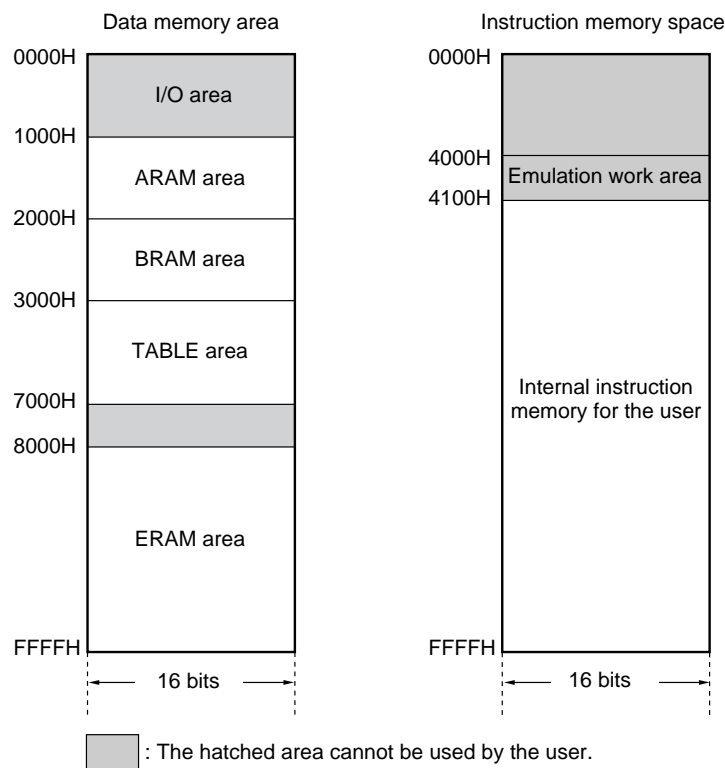 Data memory area
0000H
I/O area
1000H
ARAM area
2000H
BRAM area
3000H
TABLE area
7000H
8000H
ERAM area
FFFFH
16 bits
Instruction memory space
0000H
4000H
Emulation work area
4100H
Internal instruction
memory for the user
FFFFH
16 bits
: The hatched area cannot be used by the user.